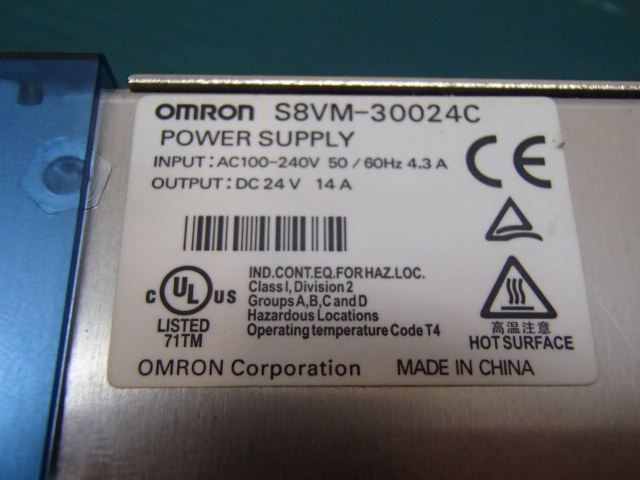 OMRON S8VM-30024C
POWER SUPPLY
INPUT : AC100-240V 50 / 60Hz 4.3 A
OUTPUT : DC 24 V 14 A
CE
IND.CONT.EQ.FOR HAZ.LOC.
Class I, Division 2
Groups A,B,C and D
Hazardous Locations
Operating temperature Code T4
C UL US
LISTED
71TM
高温注意
HOT SURFACE
OMRON Corporation MADE IN CHINA